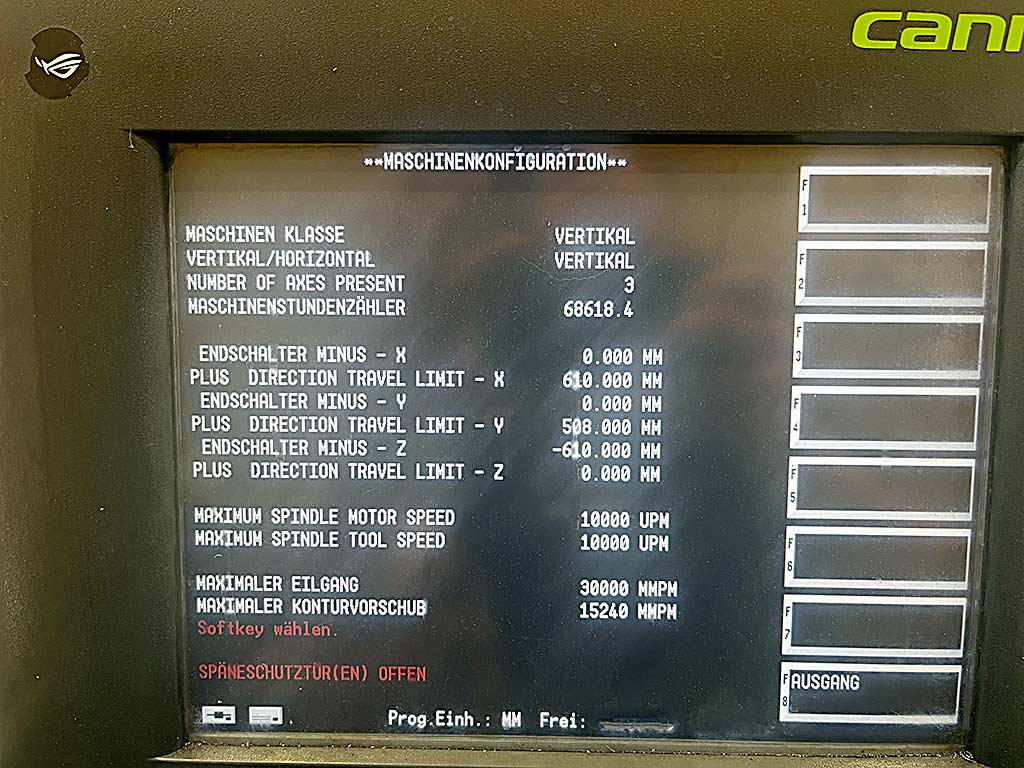 cann
**MASCHINENKONFIGURATION**
MASCHINEN KLASSE VERTIKAL
VERTIKAL/HORIZONTAL VERTIKAL
NUMBER OF AXES PRESENT 3
MASCHINENSTUNDENZÄHLER 68618.4
ENDSCHALTER MINUS - X 0.000 MM
PLUS DIRECTION TRAVEL LIMIT - X 610.000 MM
ENDSCHALTER MINUS - Y 0.000 MM
PLUS DIRECTION TRAVEL LIMIT - Y 508.000 MM
ENDSCHALTER MINUS - Z -610.000 MM
PLUS DIRECTION TRAVEL LIMIT - Z 0.000 MM
MAXIMUM SPINDLE MOTOR SPEED 10000 UPM
MAXIMUM SPINDLE TOOL SPEED 10000 UPM
MAXIMALER EILGANG 30000 MMPM
MAXIMALER KONTURVORSCHUB 15240 MMPM
Softkey wählen.
SPÄNESCHUTZTÜR(EN) OFFEN
Prog.Einh.: MM Frei:
F1
F2
F3
F4
F5
F6
F7
F8 AUSGANG